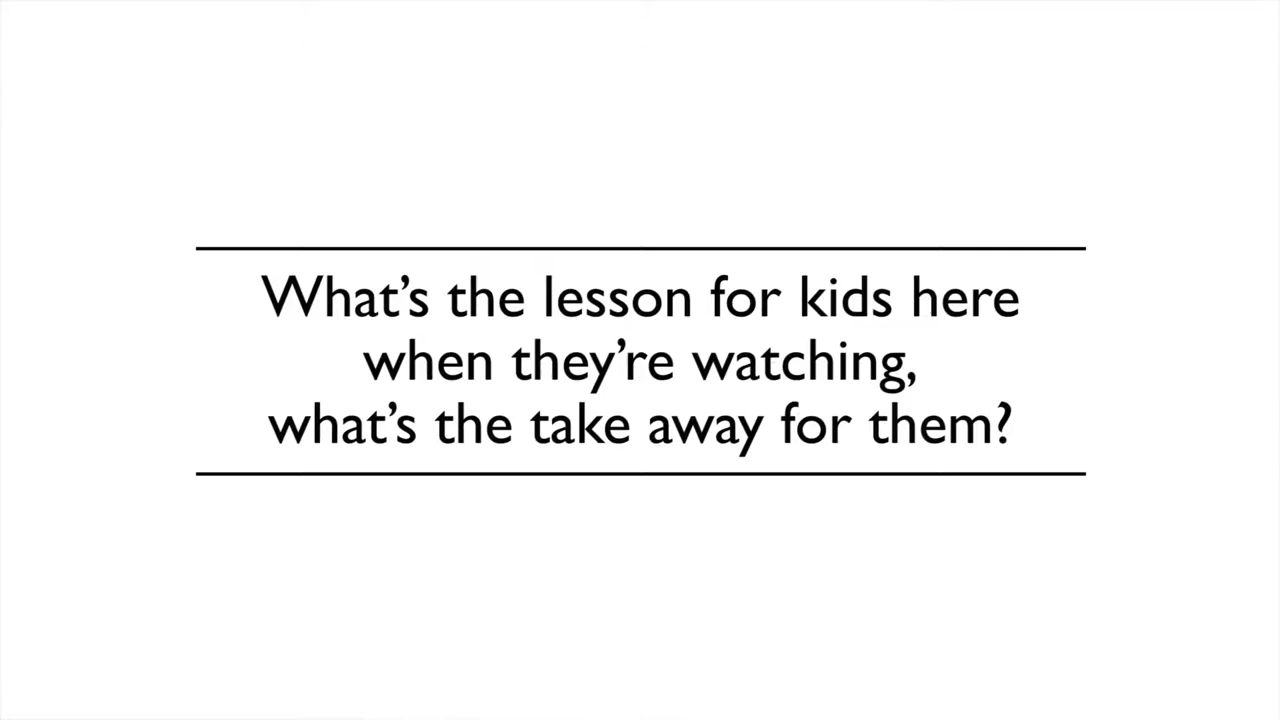 What’s the lesson for kids here
when they’re watching,
what’s the take away for them?